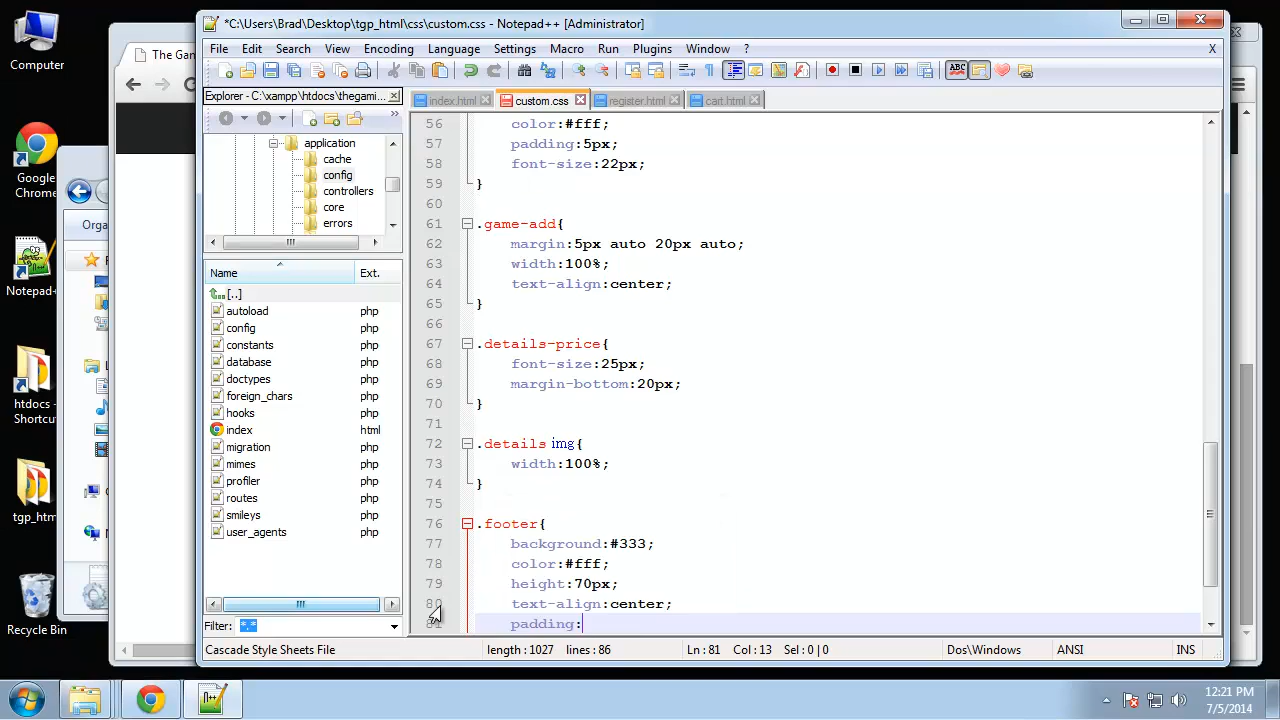 Computer
Google Chrome
Notepad
htdocs - Shortcut
tgp_htm
Recycle Bin
The Gam
Orga
*C:\Users\Brad\Desktop\tgp_html\css\custom.css - Notepad++ [Administrator]
File Edit Search View Encoding Language Settings Macro Run Plugins Window ? X
ABC
Explorer - C:\xampp\htdocs\thegami...
index.html custom.css register.html cart.html
application
cache
config
controllers
core
errors
Name Ext.
[..]
autoload php
config php
constants php
database php
doctypes php
foreign_chars php
hooks php
index html
migration php
mimes php
profiler php
routes php
smileys php
user_agents php
Filter: *.*
56 color:#fff;
57 padding:5px;
58 font-size:22px;
59 }
60
61 .game-add{
62 margin:5px auto 20px auto;
63 width:100%;
64 text-align:center;
65 }
66
67 .details-price{
68 font-size:25px;
69 margin-bottom:20px;
70 }
71
72 .details img{
73 width:100%;
74 }
75
76 .footer{
77 background:#333;
78 color:#fff;
79 height:70px;
80 text-align:center;
81 padding:
Cascade Style Sheets File length : 1027 lines : 86 Ln : 81 Col : 13 Sel : 0 | 0 Dos\Windows ANSI INS
12:21 PM
7/5/2014